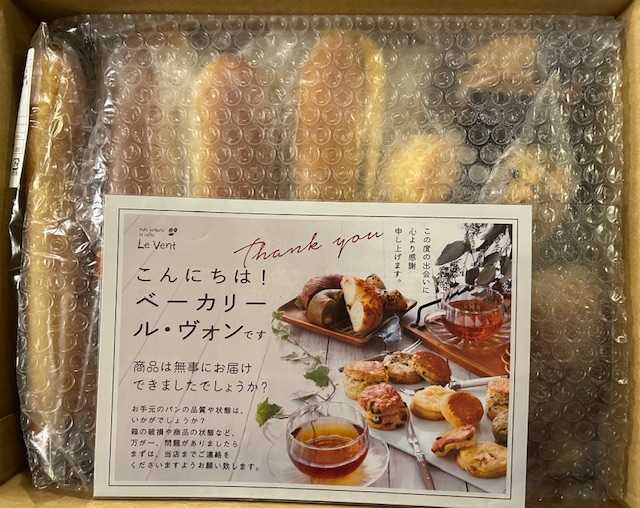 Le Vent
thank you
こんにちは!
ベーカリー
ル・ヴォンです
商品は無事にお届け
できましたでしょうか?
お手元のパンの品質や状態は、
いかがでしょうか?
箱の破損や商品の状態など、
万が一、問題がありましたら
まずは、当店までご連絡を
くださいますようお願い致します。
この度の出会いに
心より感謝
申し上げます。